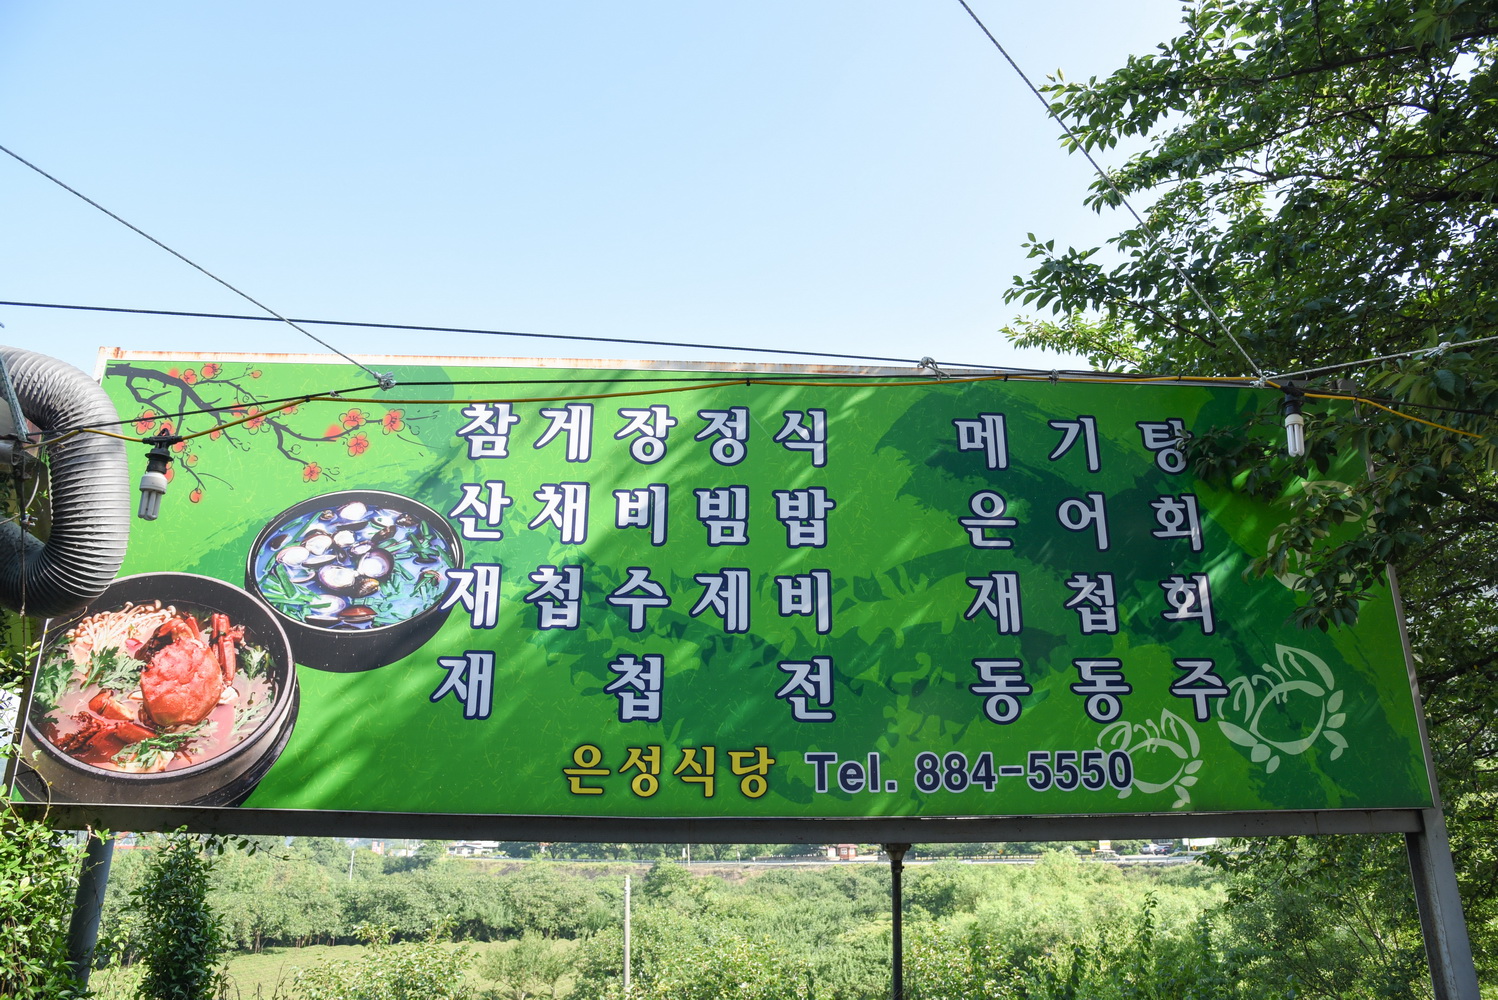 참게장정식 메기탕
산채비빔밥 은어회
재첩수제비 재첩회
재첩전 동동주
은성식당 Tel. 884-5550